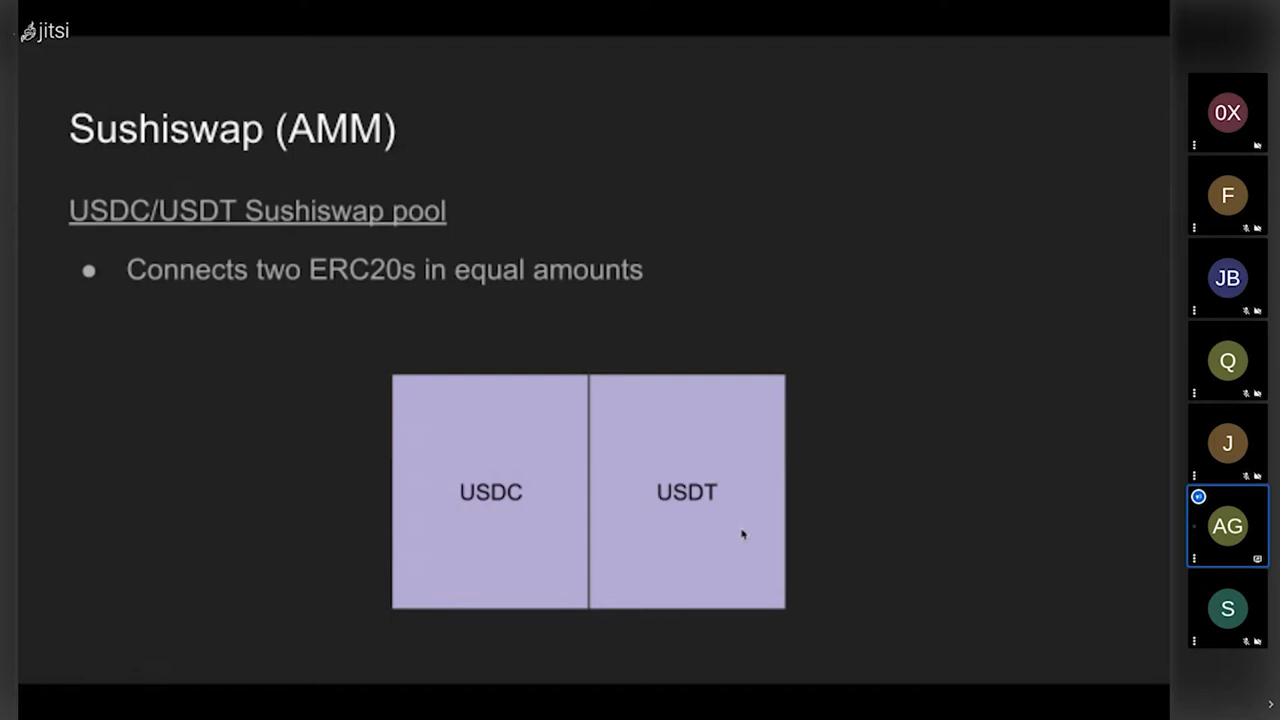 jitsi
Sushiswap (AMM)
USDC/USDT Sushiswap pool
● Connects two ERC20s in equal amounts
USDC
USDT
0X
F
JB
Q
J
AG
S